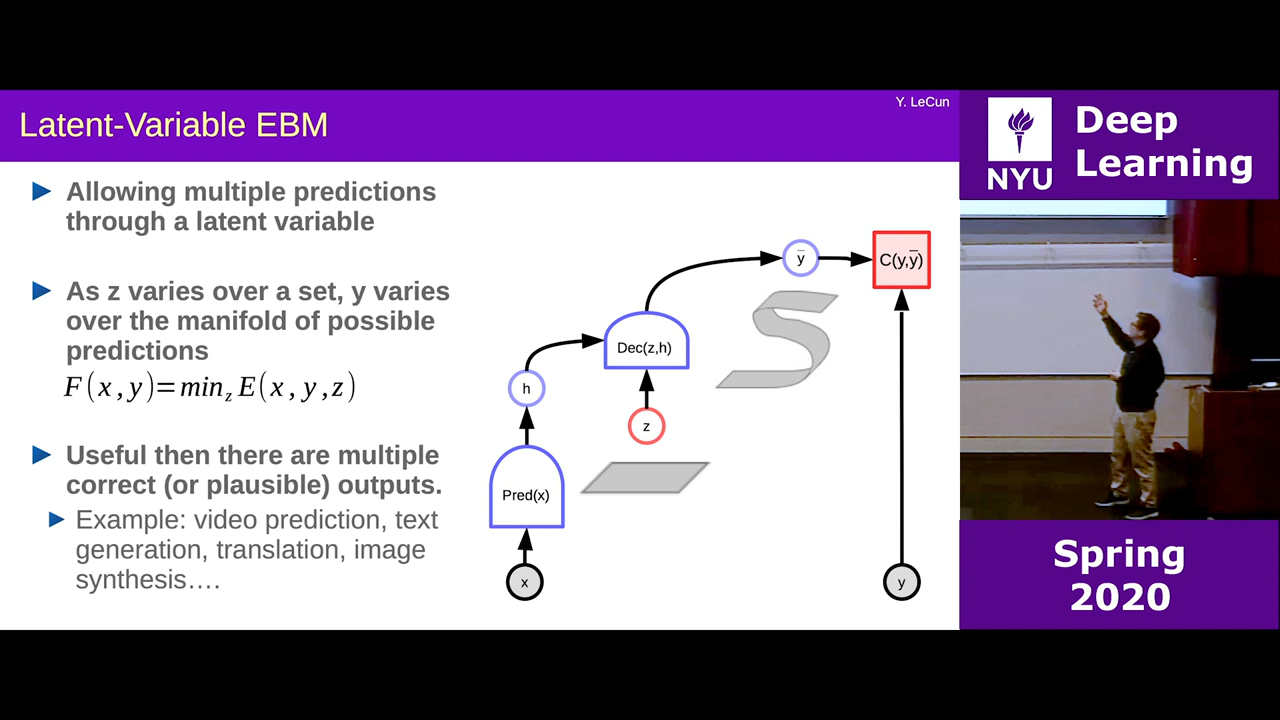 Y. LeCun
Latent-Variable EBM
Allowing multiple predictions
through a latent variable
As z varies over a set, y varies
over the manifold of possible
predictions
F(x,y)=min_z E(x,y,z)
Useful then there are multiple
correct (or plausible) outputs.
Example: video prediction, text
generation, translation, image
synthesis….
ȳ
C(y,ȳ)
Dec(z,h)
h
z
Pred(x)
x
y
NYU
Deep
Learning
Spring
2020